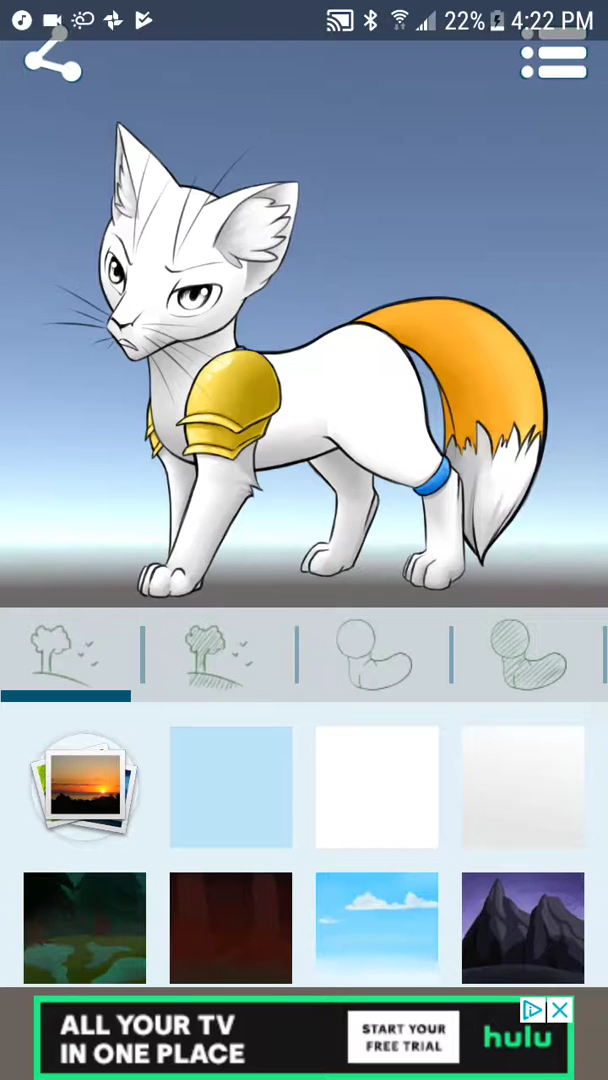 22% 4:22 PM
ALL YOUR TV
IN ONE PLACE
START YOUR
FREE TRIAL
hulu